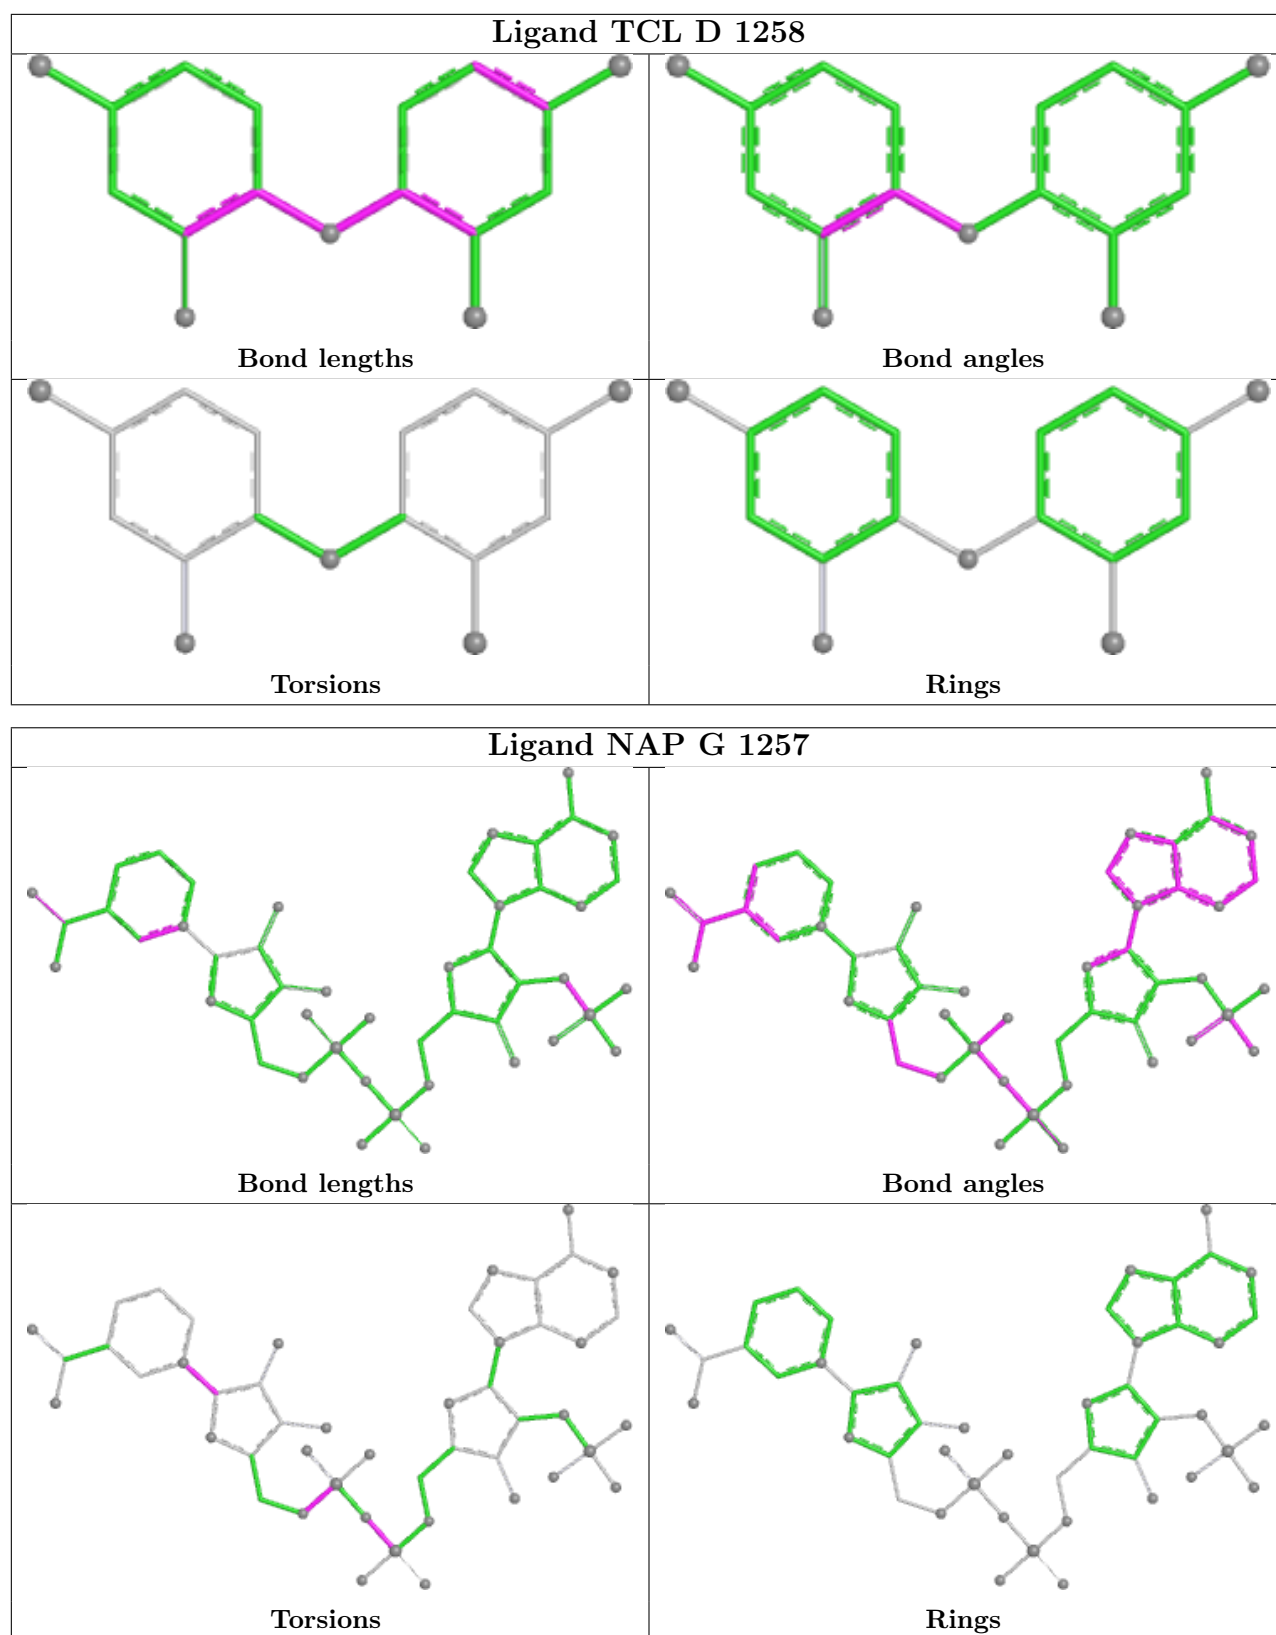 Ligand TCL D 1258
Bond lengths
Bond angles
Torsions
Rings
Ligand NAP G 1257
Bond lengths
Bond angles
Torsions
Rings